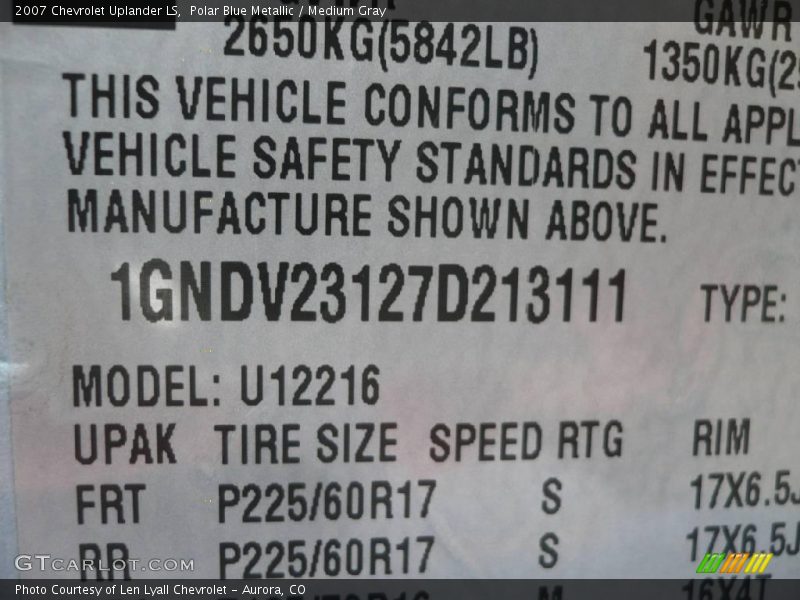 2007 Chevrolet Uplander LS, Polar Blue Metallic / Medium Gray
GAWR
2650KG(5842LB)
1350KG(2
THIS VEHICLE CONFORMS TO ALL APPL
VEHICLE SAFETY STANDARDS IN EFFECT
MANUFACTURE SHOWN ABOVE.
1GNDV23127D213111 TYPE:
MODEL: U12216
UPAK TIRE SIZE SPEED RTG RIM
FRT P225/60R17 S 17X6.5J
RR P225/60R17 S 17X6.5J
GTCARLOT.COM
Photo Courtesy of Len Lyall Chevrolet - Aurora, CO